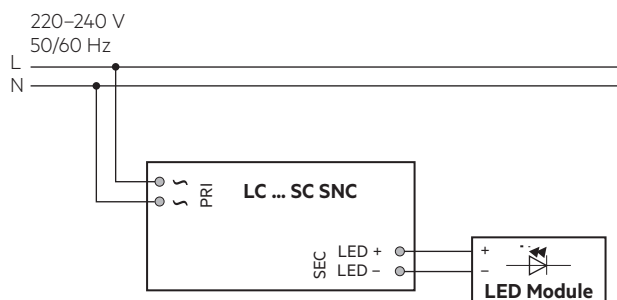 220–240 V
50/60 Hz
L
N
~
~
PRI
LC ... SC SNC
SEC
LED +
LED –
+
–
LED Module